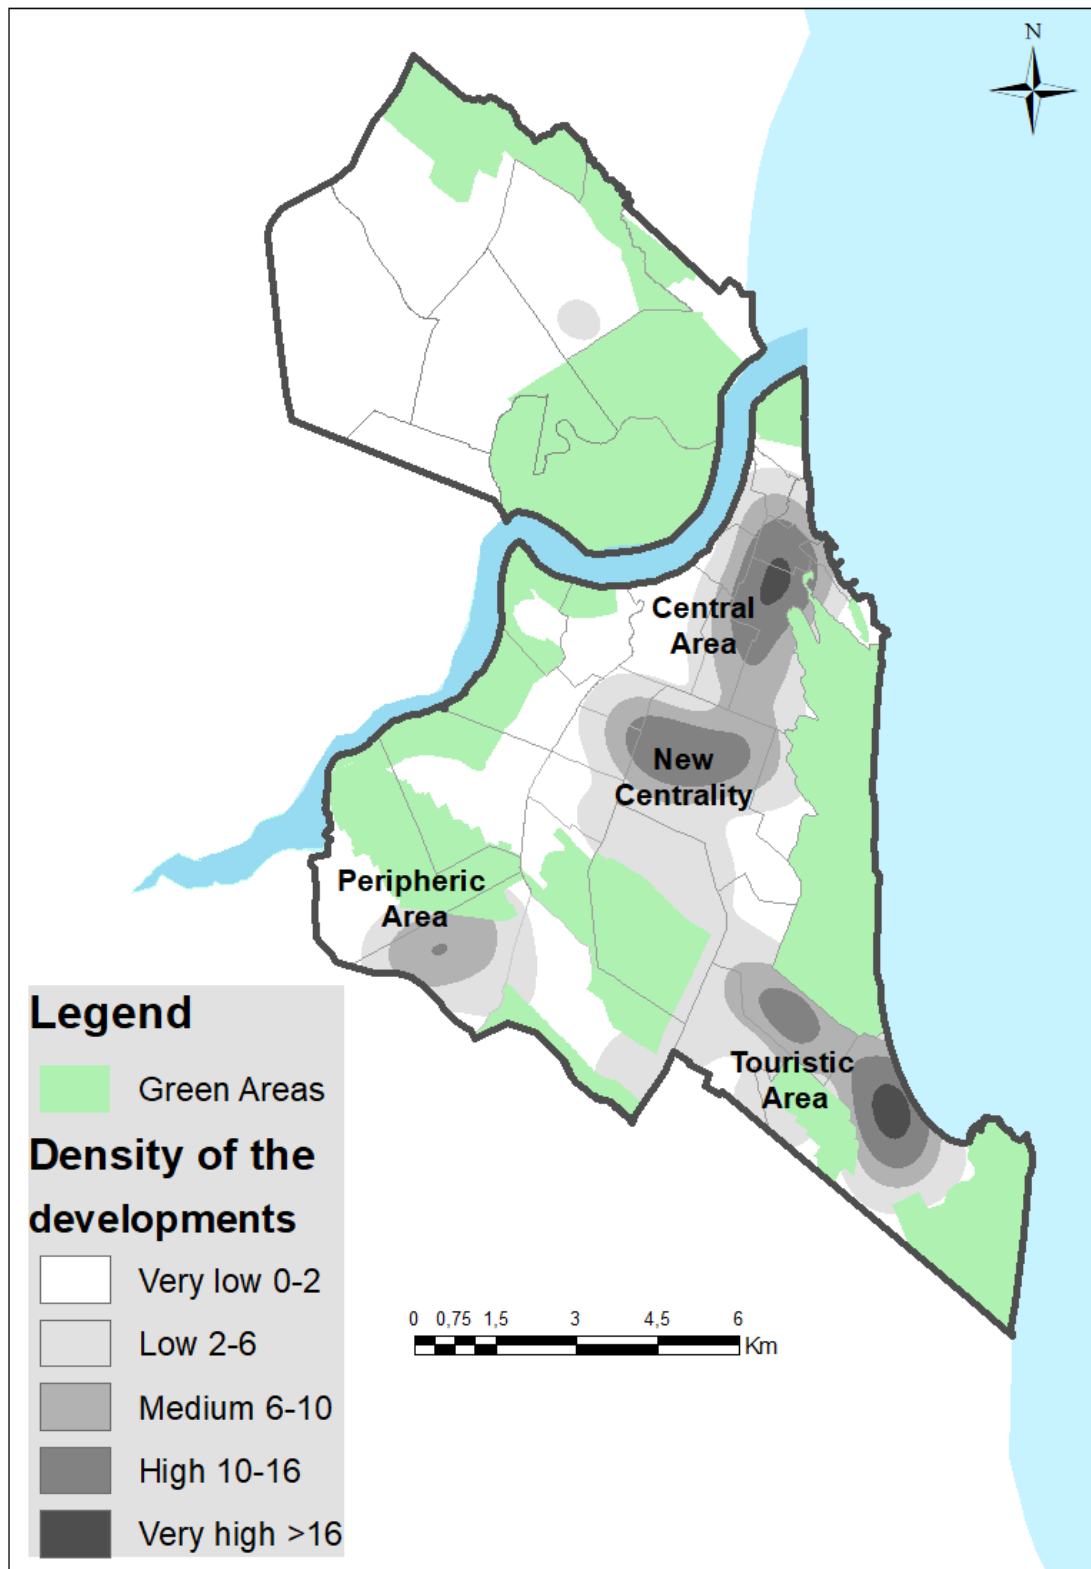 N
Central
Area
New
Centrality
Peripheric
Area
Touristic
Area
Legend
Green Areas
Density of the
developments
Very low 0-2
Low 2-6
Medium 6-10
High 10-16
Very high >16
0 0,75 1,5 3 4,5 6
Km